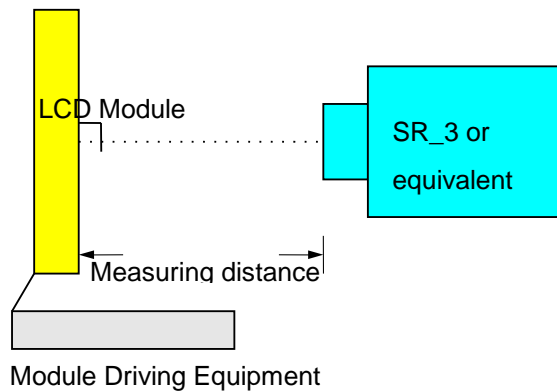 LCD Module
SR_3 or
equivalent
Measuring distance
Module Driving Equipment